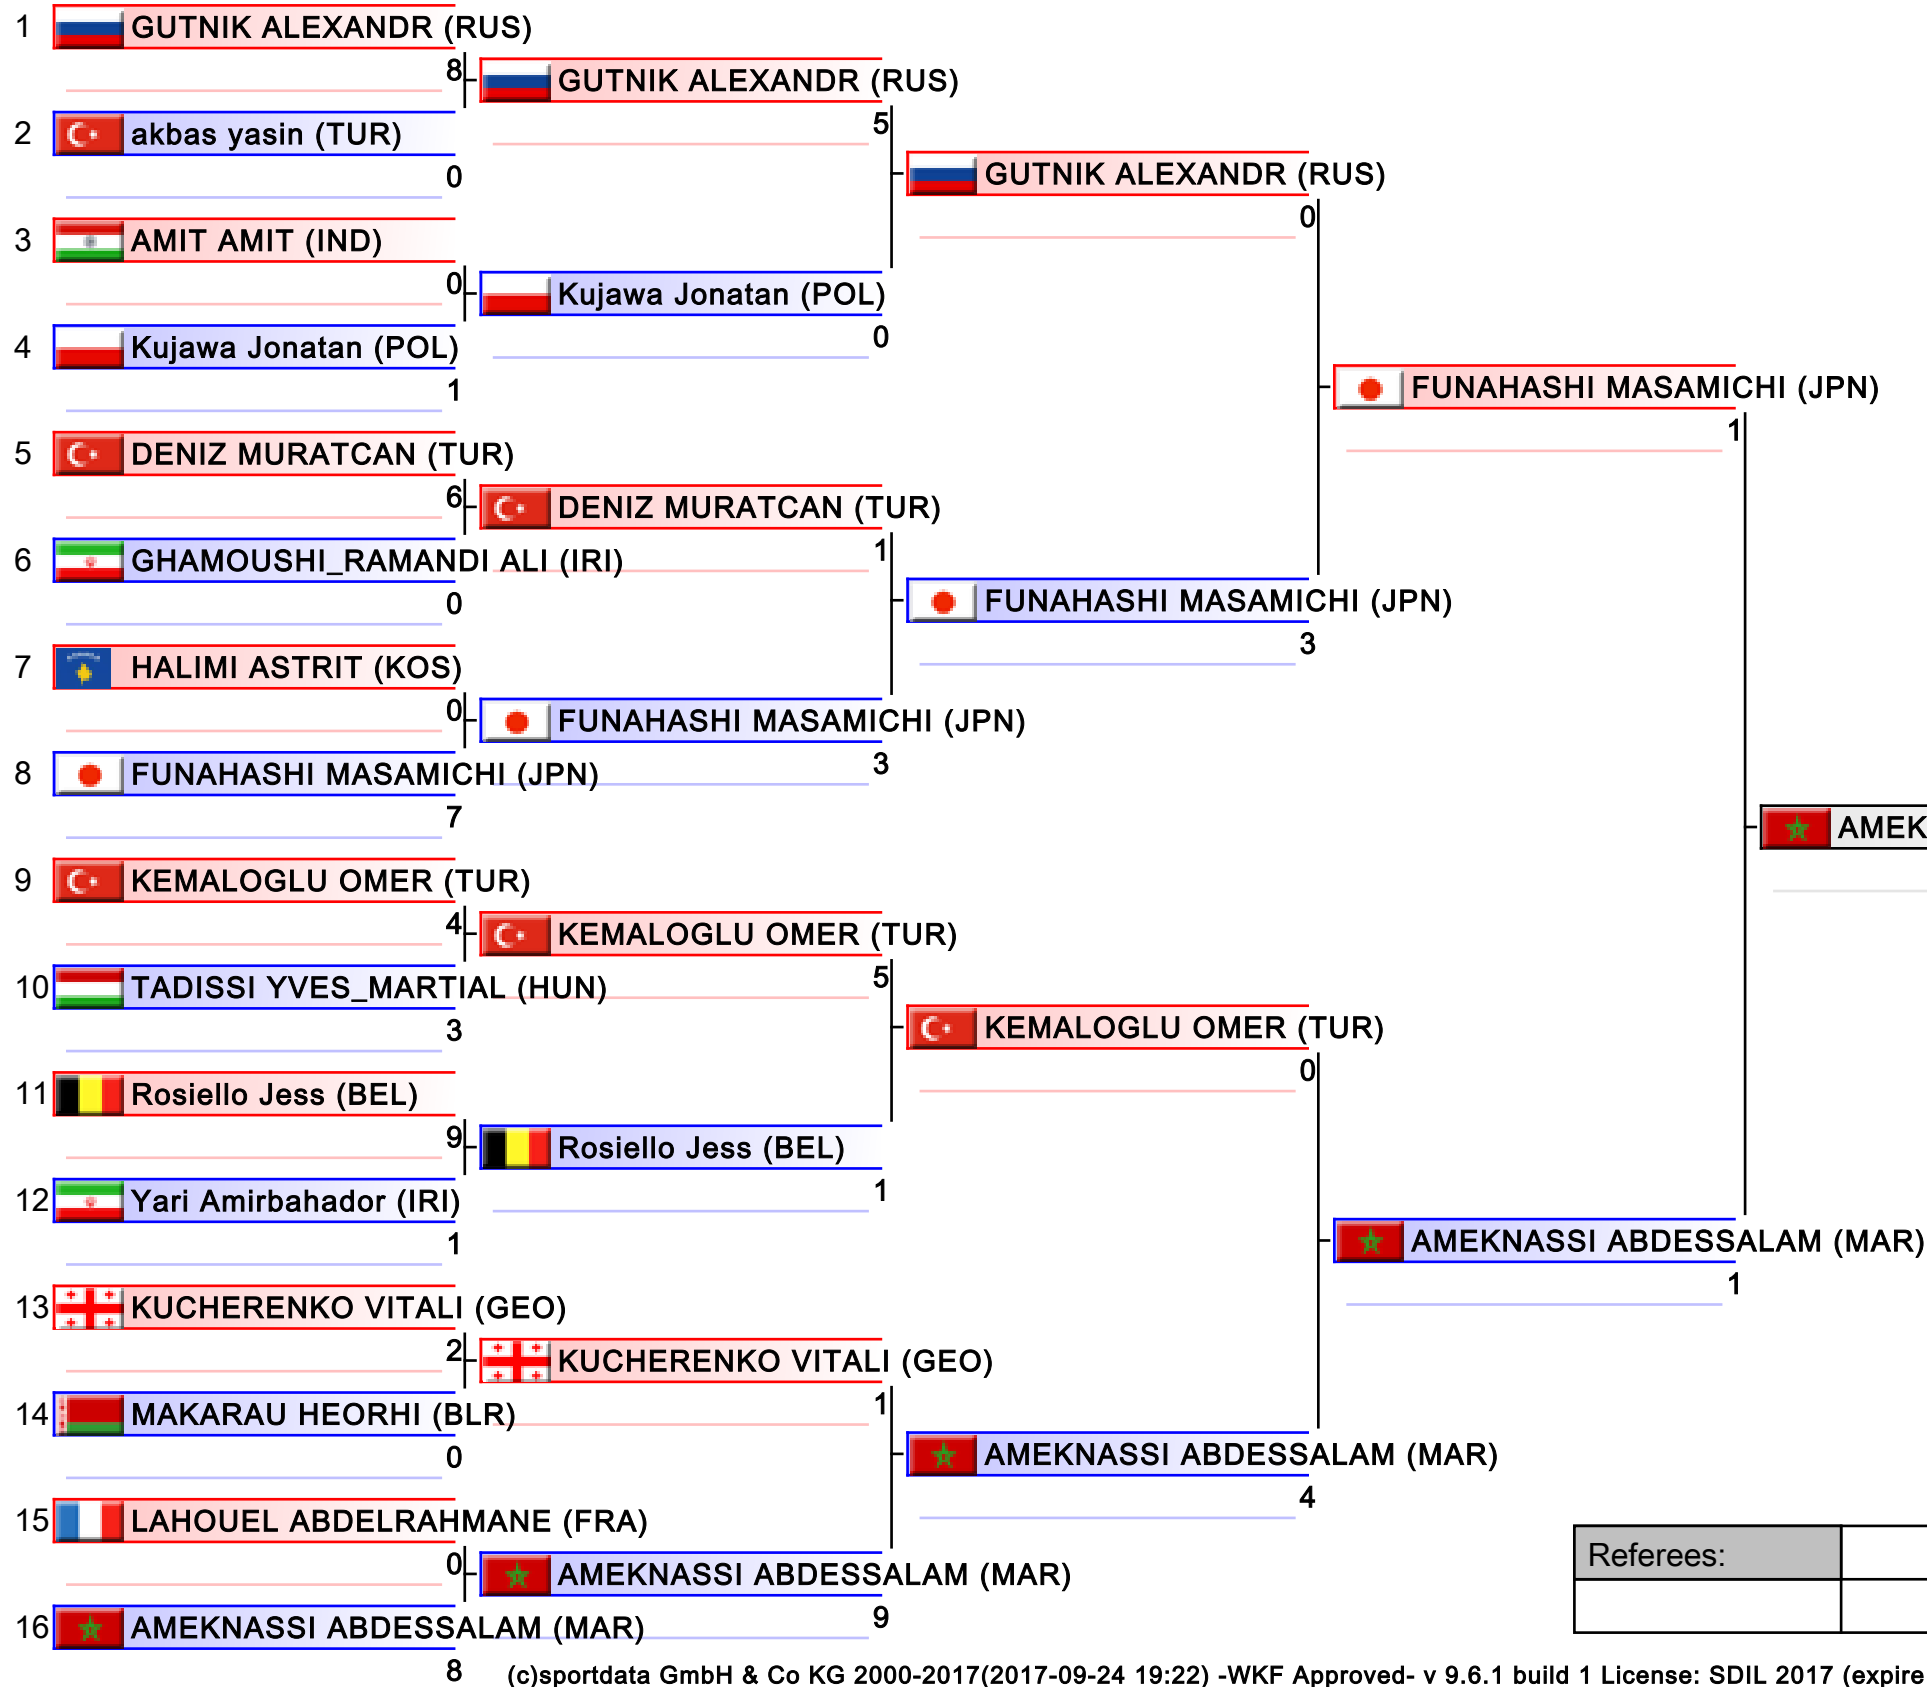 1 GUTNIK ALEXANDR (RUS)
8 GUTNIK ALEXANDR (RUS)
2 akbas yasin (TUR)
5
0 GUTNIK ALEXANDR (RUS)
0
3 AMIT AMIT (IND)
0 Kujawa Jonatan (POL)
0
4 Kujawa Jonatan (POL)
1
FUNAHASHI MASAMICHI (JPN)
1
5 DENIZ MURATCAN (TUR)
6 DENIZ MURATCAN (TUR)
1
6 GHAMOUSHI_RAMANDI ALI (IRI)
0
FUNAHASHI MASAMICHI (JPN)
3
7 HALIMI ASTRIT (KOS)
0 FUNAHASHI MASAMICHI (JPN)
3
8 FUNAHASHI MASAMICHI (JPN)
7
AMEK
9 KEMALOGLU OMER (TUR)
4 KEMALOGLU OMER (TUR)
5
10 TADISSI YVES_MARTIAL (HUN)
3
KEMALOGLU OMER (TUR)
0
11 Rosiello Jess (BEL)
9 Rosiello Jess (BEL)
1
12 Yari Amirbahador (IRI)
1
AMEKNASSI ABDESSALAM (MAR)
1
13 KUCHERENKO VITALI (GEO)
2 KUCHERENKO VITALI (GEO)
1
14 MAKARAU HEORHI (BLR)
0
AMEKNASSI ABDESSALAM (MAR)
4
15 LAHOUEL ABDELRAHMANE (FRA)
0 AMEKNASSI ABDESSALAM (MAR)
9
16 AMEKNASSI ABDESSALAM (MAR)
8
Referees:
(c)sportdata GmbH & Co KG 2000-2017(2017-09-24 19:22) -WKF Approved- v 9.6.1 build 1 License: SDIL 2017 (expire